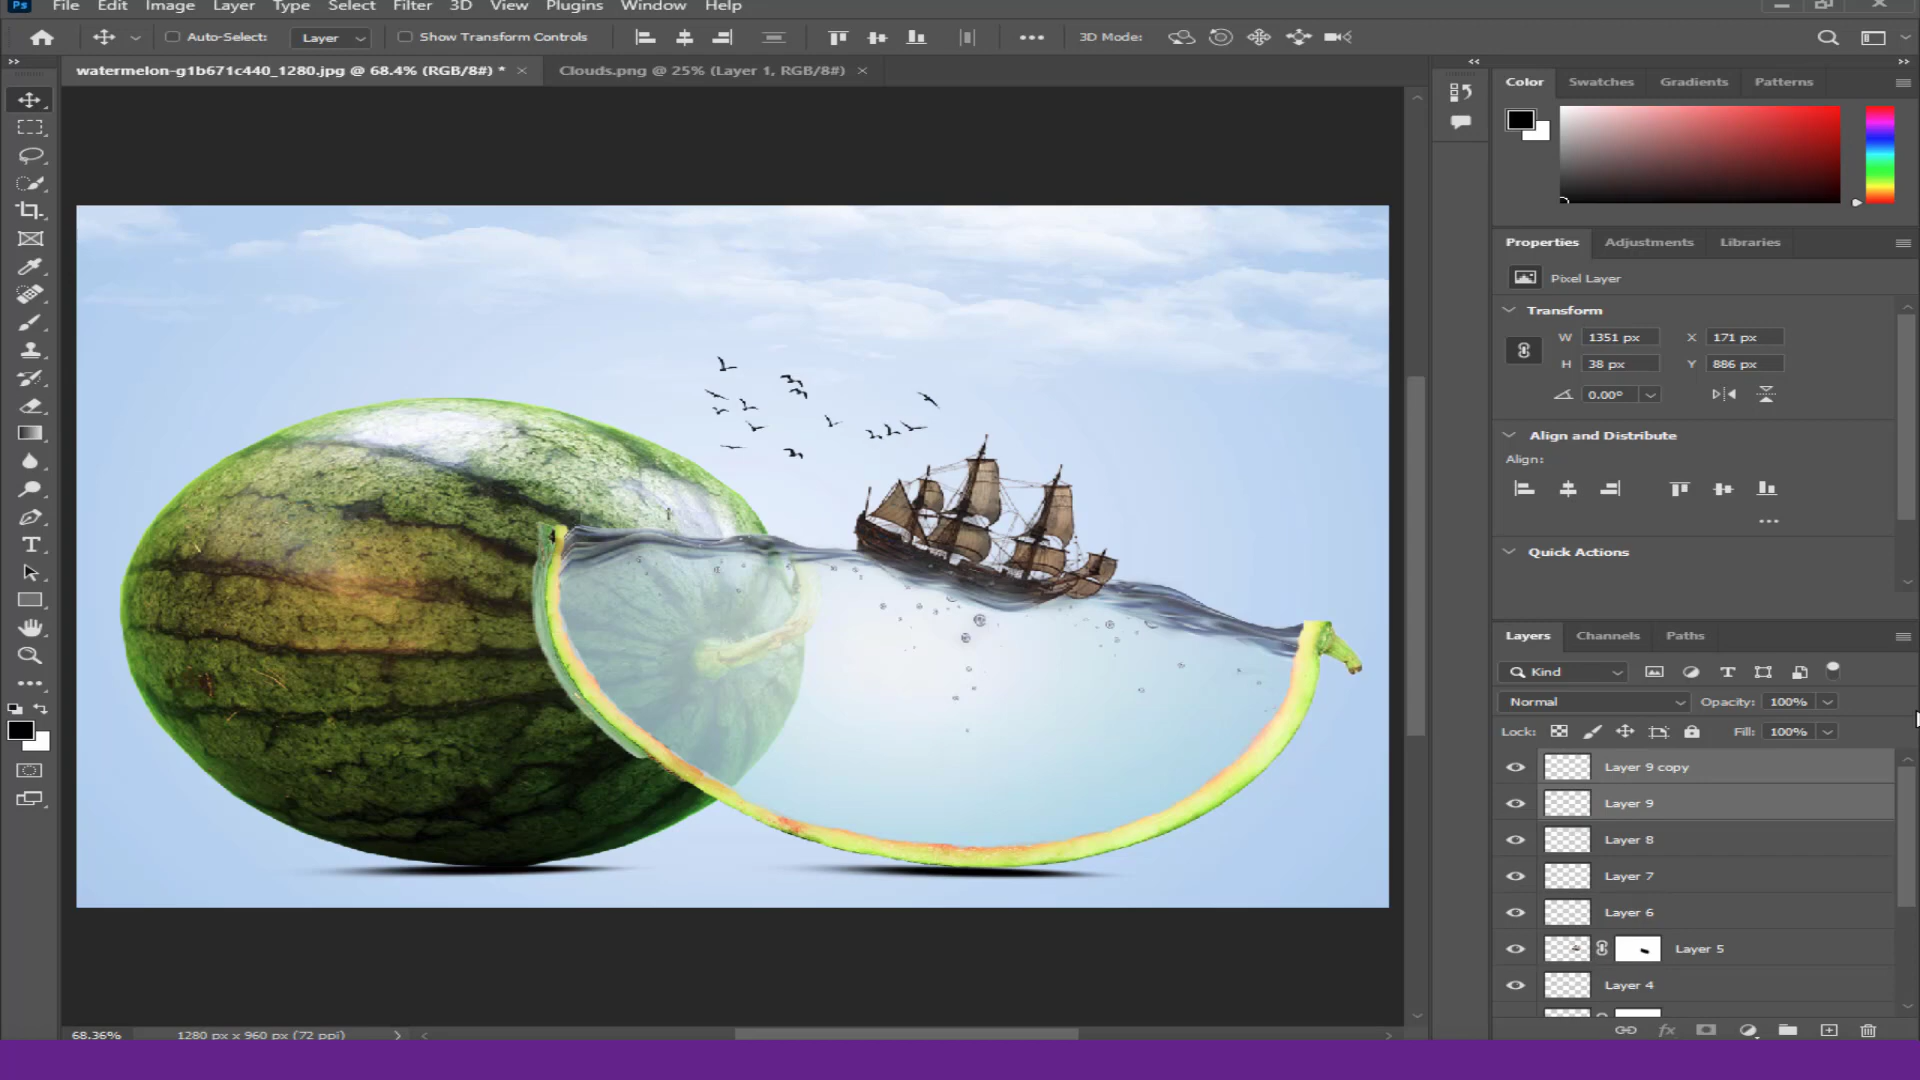 Ps File Edit Image Layer Type Select Filter 3D View Plugins Window Help
Auto-Select: Layer Show Transform Controls 3D Mode:
watermelon-g1b671c440_1280.jpg @ 68.4% (RGB/8#) * Clouds.png @ 25% (Layer 1, RGB/8#)
Color Swatches Gradients Patterns
Properties Adjustments Libraries
Pixel Layer
Transform
W 1351 px X 171 px
H 38 px Y 886 px
0.00°
Align and Distribute
Align:
Quick Actions
Layers Channels Paths
Kind
Normal Opacity: 100%
Lock: Fill: 100%
Layer 9 copy
Layer 9
Layer 8
Layer 7
Layer 6
Layer 5
Layer 4
fx
68.36% 1280 px x 960 px (72 ppi)